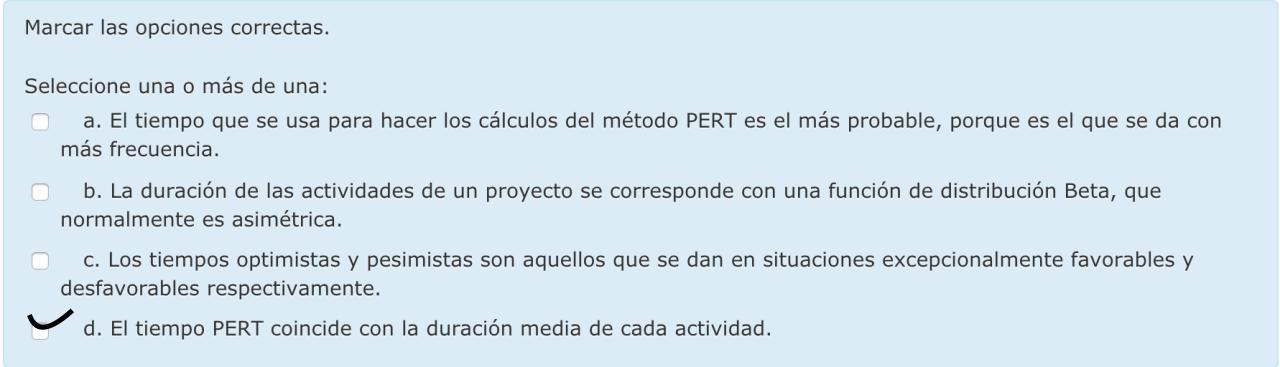 Marcar las opciones correctas.
Seleccione una o más de una:
a. El tiempo que se usa para hacer los cálculos del método PERT es el más probable, porque es el que se da con
más frecuencia.
b. La duración de las actividades de un proyecto se corresponde con una función de distribución Beta, que
normalmente es asimétrica.
c. Los tiempos optimistas y pesimistas son aquellos que se dan en situaciones excepcionalmente favorables y
desfavorables respectivamente.
d. El tiempo PERT coincide con la duración media de cada actividad.